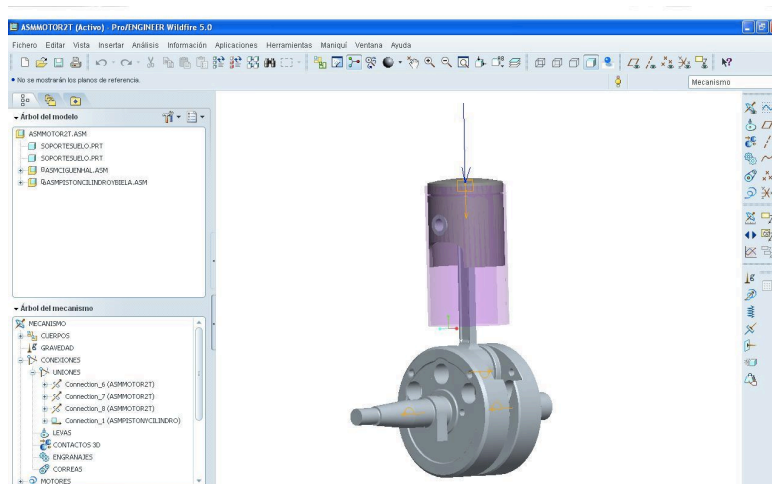 ASMMOTOR2T (Activo) - Pro/ENGINEER Wildfire 5.0
Fichero Editar Vista Insertar Análisis Información Aplicaciones Herramientas Maniquí Ventana Ayuda
No se mostrarán los planos de referencia.
Mecanismo
Árbol del modelo
ASMMOTOR2T.ASM
SOPORTESUELO.PRT
SOPORTESUELO.PRT
ASMCIGUENHAL.ASM
ASMPISTONCILINDROYBIELA.ASM
Árbol del mecanismo
MECANISMO
CUERPOS
GRAVEDAD
CONEXIONES
UNIONES
Connection_6 (ASMMOTOR2T)
Connection_7 (ASMMOTOR2T)
Connection_8 (ASMMOTOR2T)
Connection_1 (ASMPISTONYCILINDRO)
LEVAS
CONTACTOS 3D
ENGRANAJES
CORREAS
MOTORES